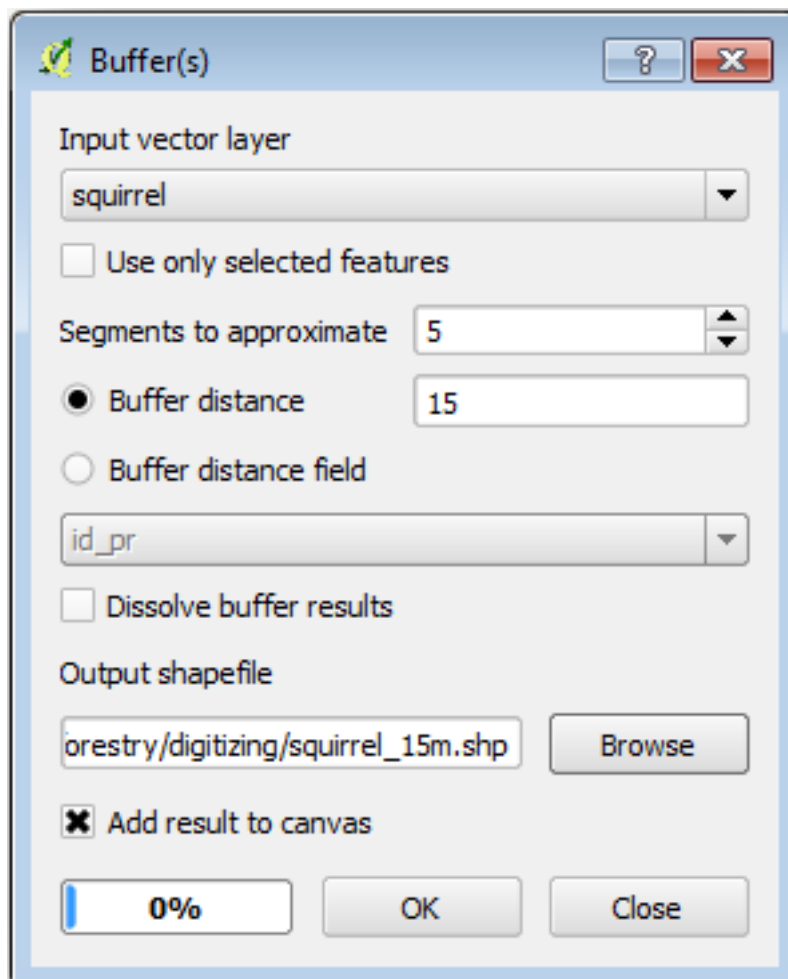 Buffer(s)
Input vector layer
squirrel
Use only selected features
Segments to approximate 5
Buffer distance 15
Buffer distance field
id_pr
Dissolve buffer results
Output shapefile
orestry/digitizing/squirrel_15m.shp Browse
Add result to canvas
0% OK Close